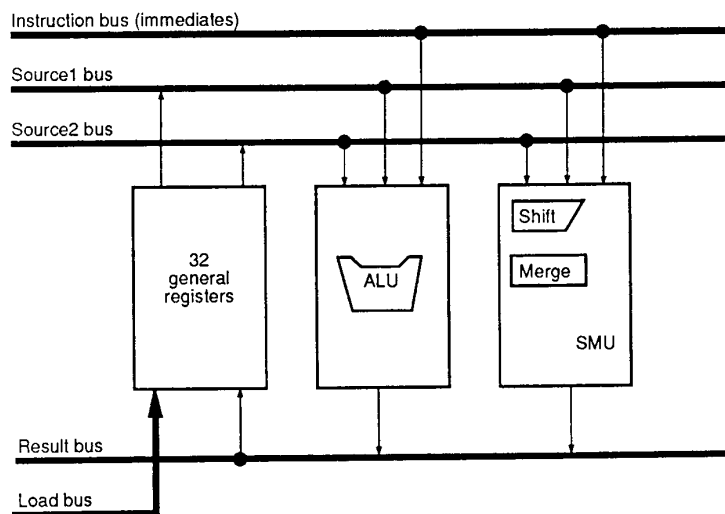 Instruction bus (immediates)
Source1 bus
Source2 bus
32
general
registers
ALU
Shift
Merge
SMU
Result bus
Load bus